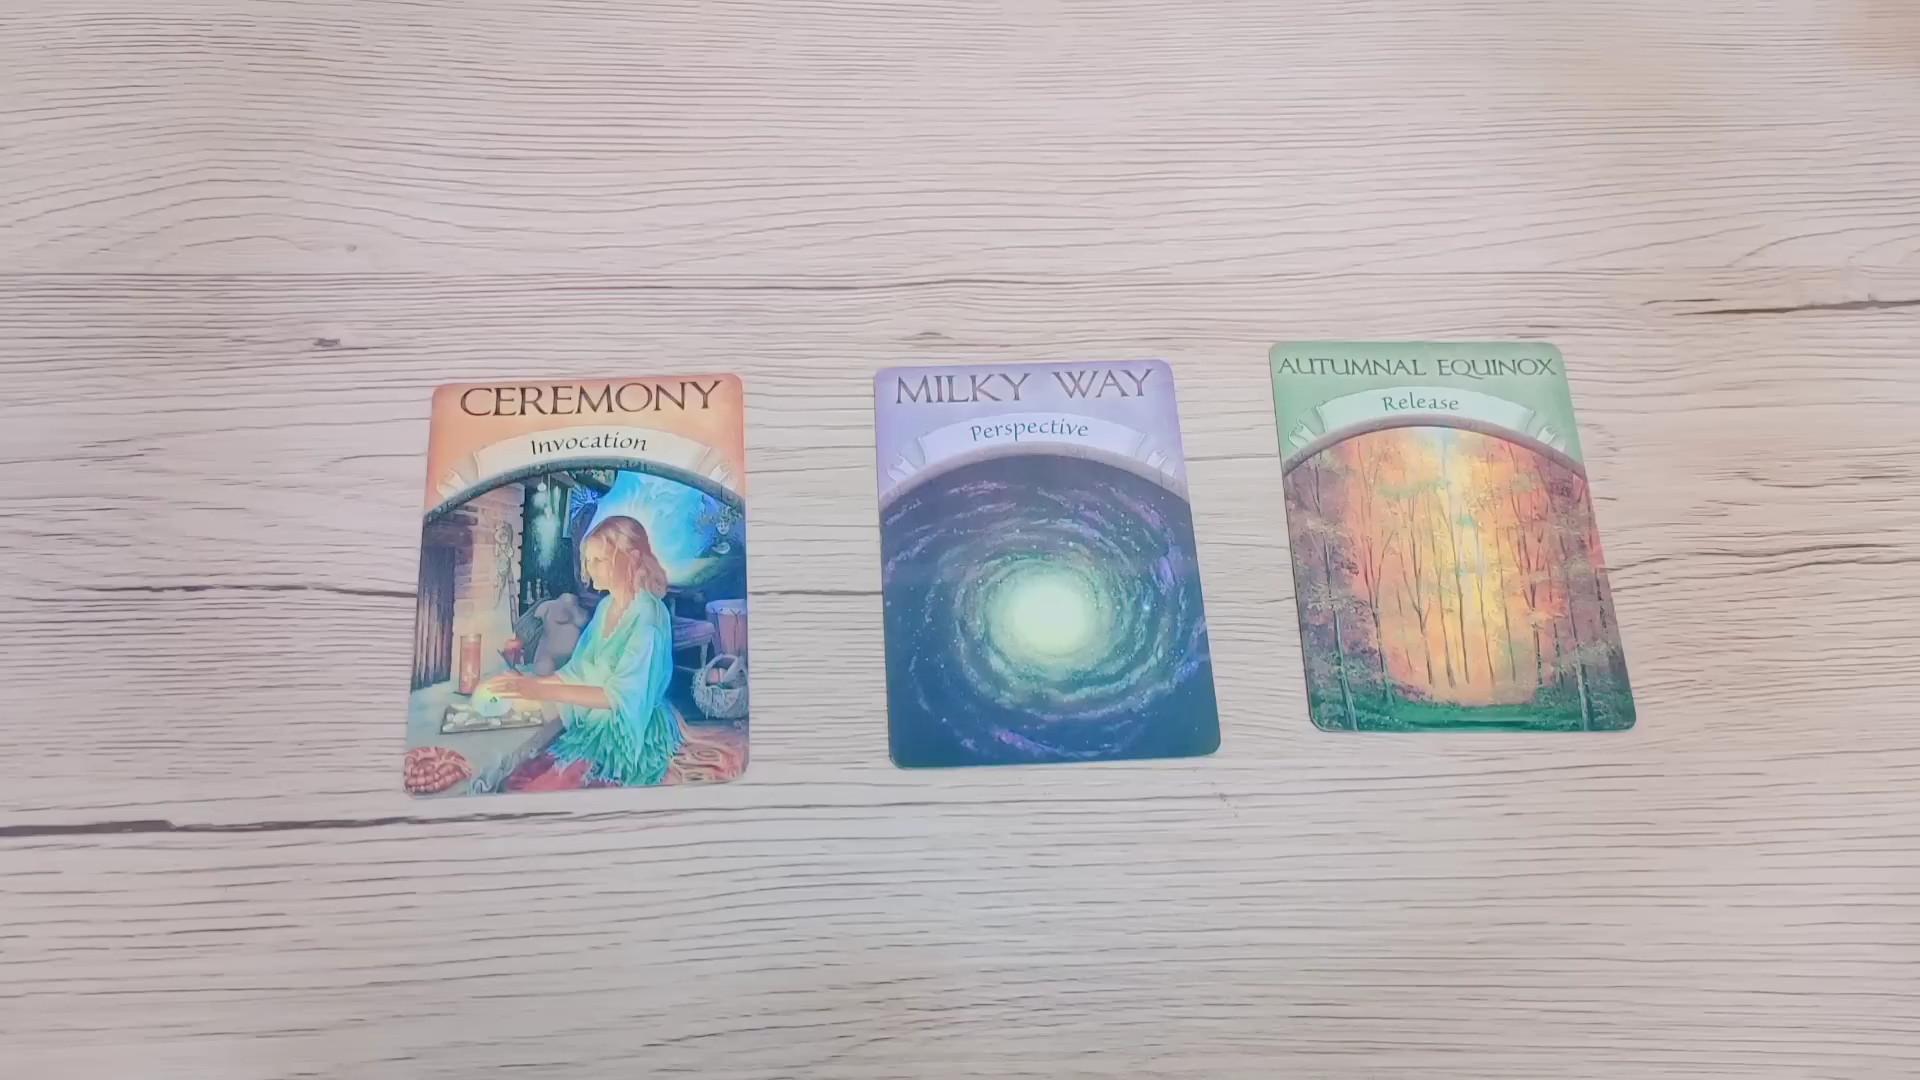 CEREMONY
Invocation
MILKY WAY
Perspective
AUTUMNAL EQUINOX
Release